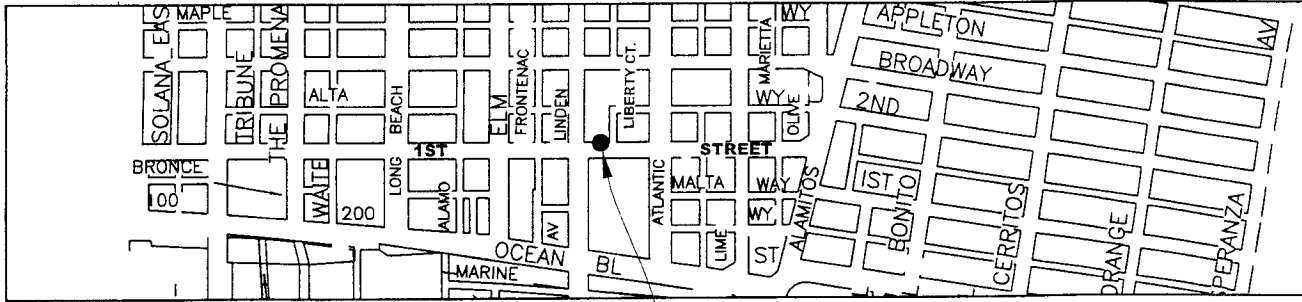 MAPLE
SOLANA EAS
TRIBUNE
THE PROMENA
ALTA
LONG BEACH
ELM
FRONTENAC
LINDEN
LIBERTY CT.
MARIETTA
WY
APPLETON
BROADWAY
AV
WY
OLIVE
2ND
1ST
STREET
BRONCE
100
WAITE
200
ALAMO
AV
ATLANTIC
MALTA WAY
WY
LIME
ST
ALAMITOS
1ST
BONITO
CERRITOS
ORANGE
ESPERANZA
OCEAN BL
MARINE